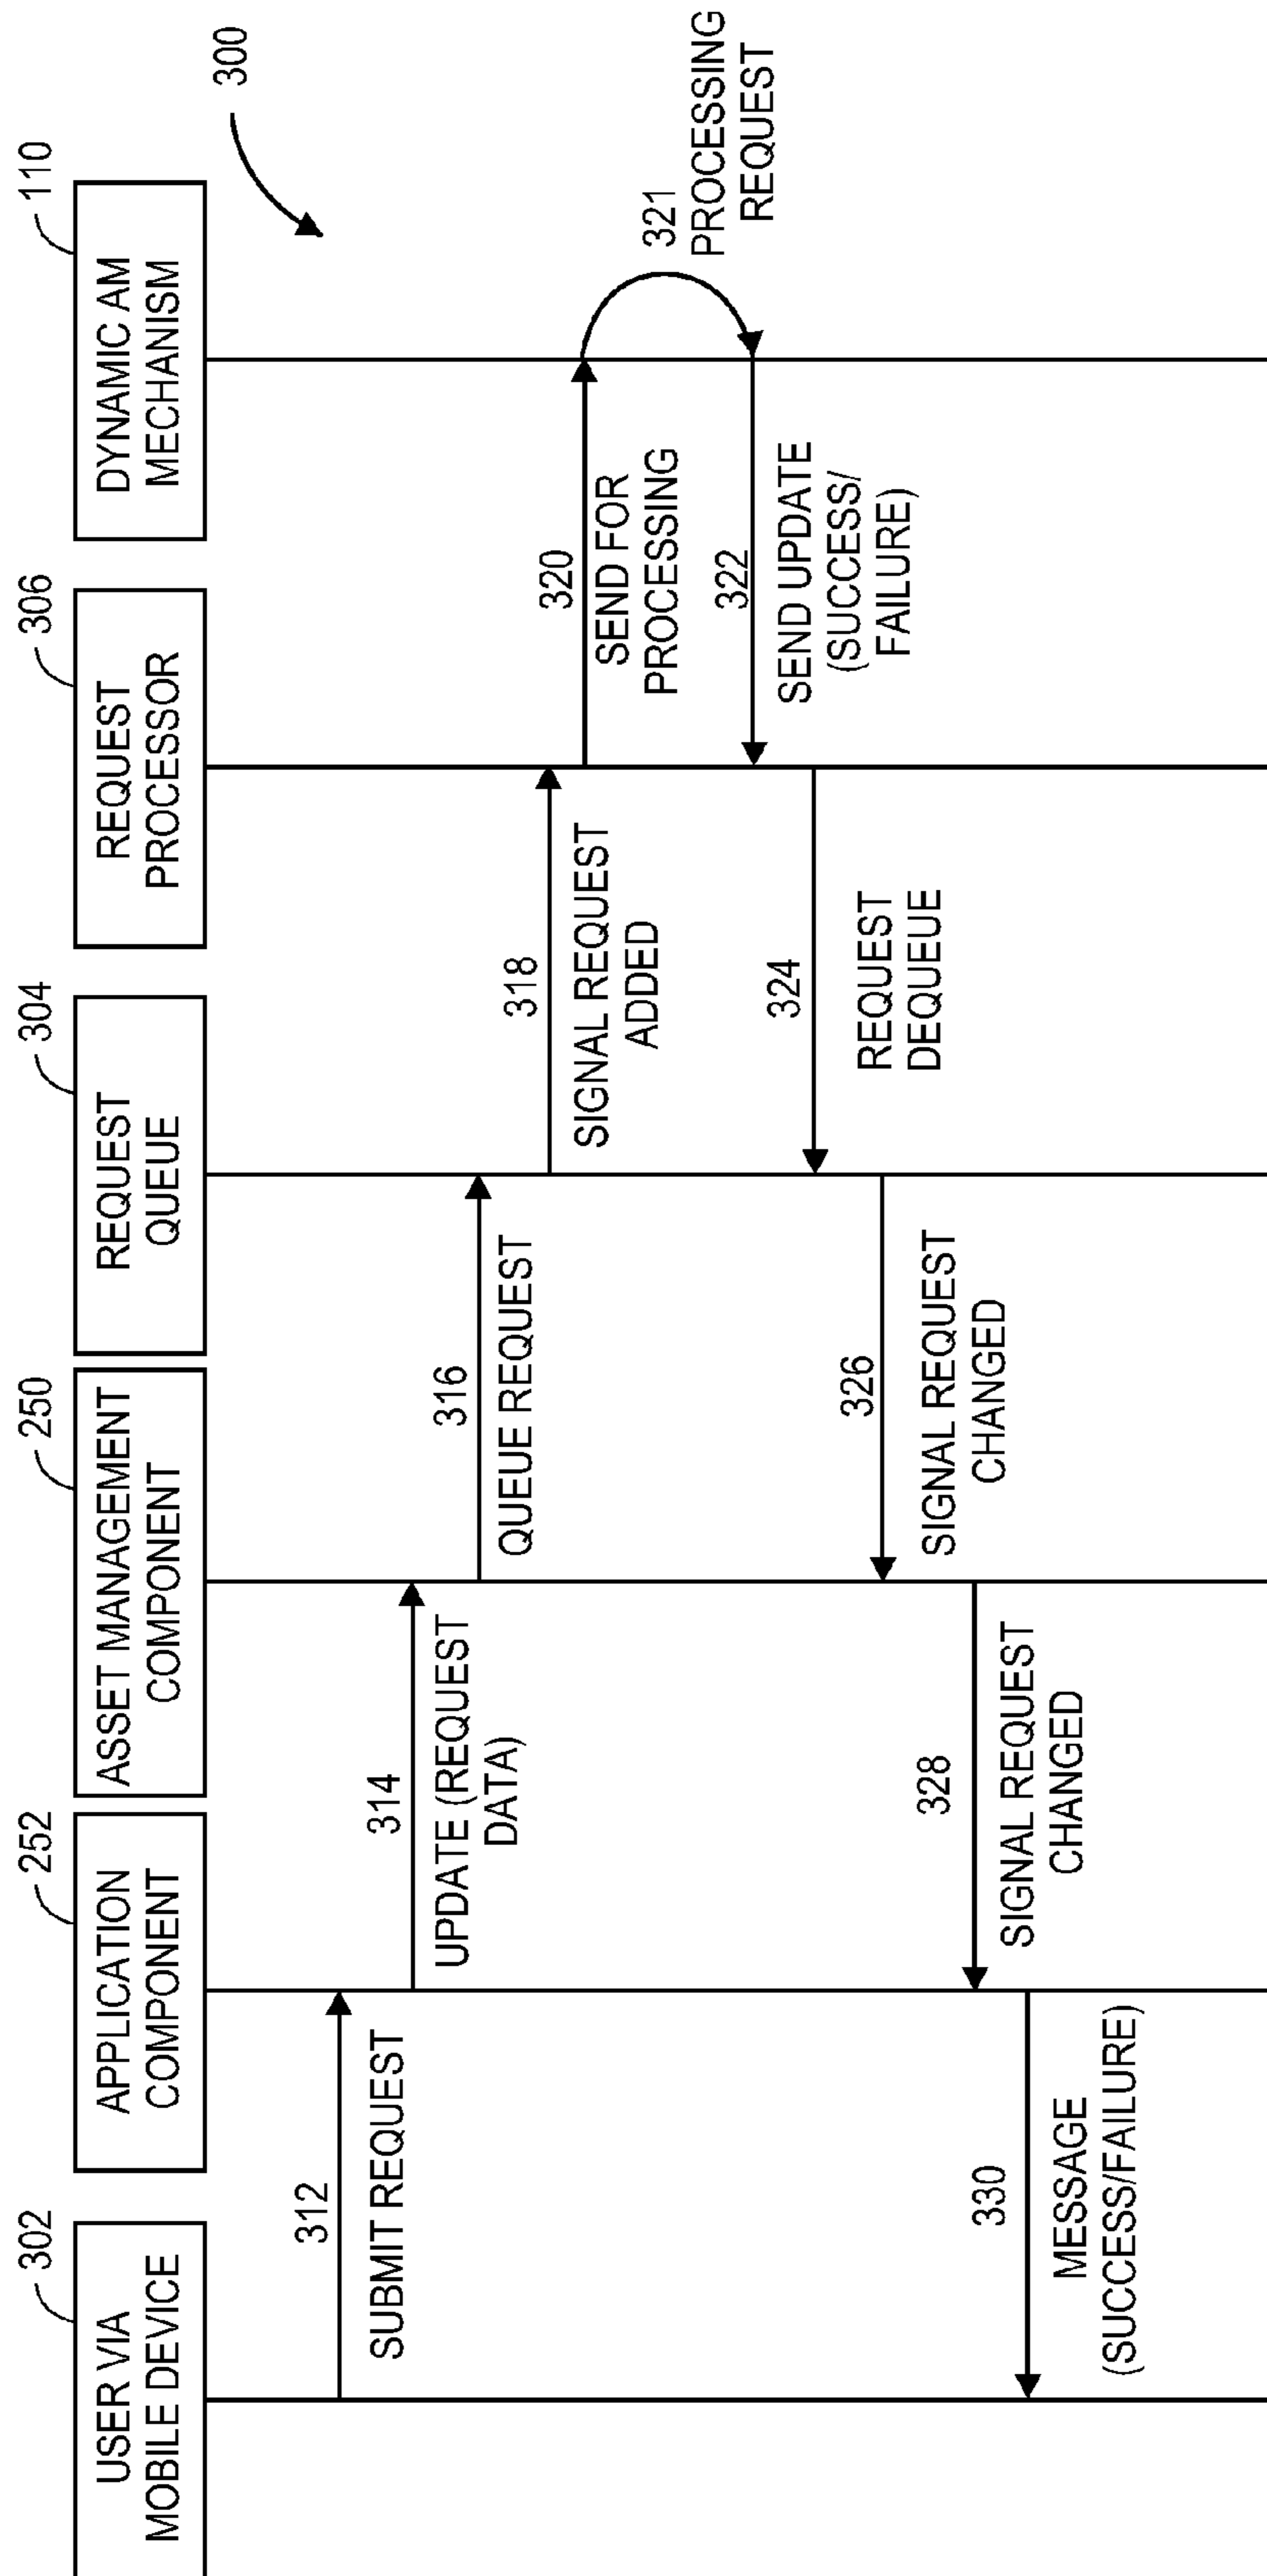 300
302
USER VIA
MOBILE DEVICE
252
APPLICATION
COMPONENT
250
ASSET MANAGEMENT
COMPONENT
304
REQUEST
QUEUE
306
REQUEST
PROCESSOR
110
DYNAMIC AM
MECHANISM
312
SUBMIT REQUEST
314
UPDATE (REQUEST
DATA)
316
QUEUE REQUEST
318
SIGNAL REQUEST
ADDED
320
SEND FOR
PROCESSING
321
PROCESSING
REQUEST
322
SEND UPDATE
(SUCCESS/
FAILURE)
324
REQUEST
DEQUEUE
326
SIGNAL REQUEST
CHANGED
328
SIGNAL REQUEST
CHANGED
330
MESSAGE
(SUCCESS/FAILURE)